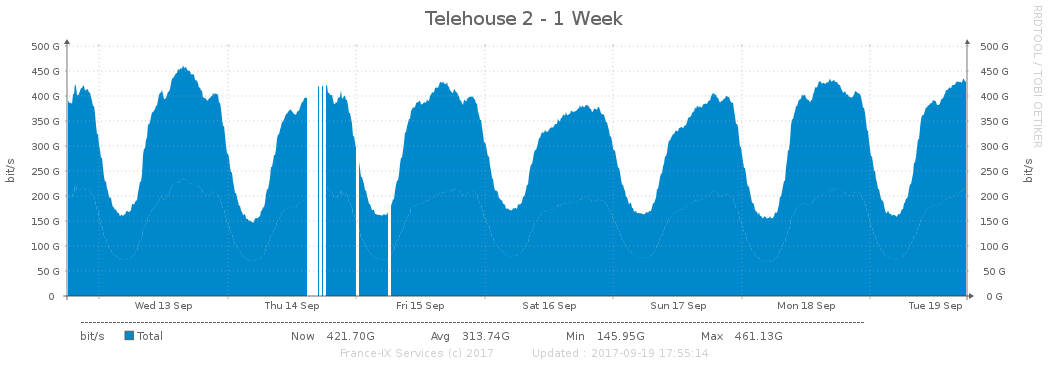 Telehouse 2 - 1 Week
RRDTOOL / TOBI OETIKER
500 G 500 G
450 G 450 G
400 G 400 G
350 G 350 G
300 G 300 G
250 G 250 G
200 G 200 G
150 G 150 G
100 G 100 G
50 G 50 G
0 0 G
bit/s bit/s
Wed 13 Sep Thu 14 Sep Fri 15 Sep Sat 16 Sep Sun 17 Sep Mon 18 Sep Tue 19 Sep
bit/s Total Now 421.70G Avg 313.74G Min 145.95G Max 461.13G
France-IX Services (c) 2017 Updated : 2017-09-19 17:55:14